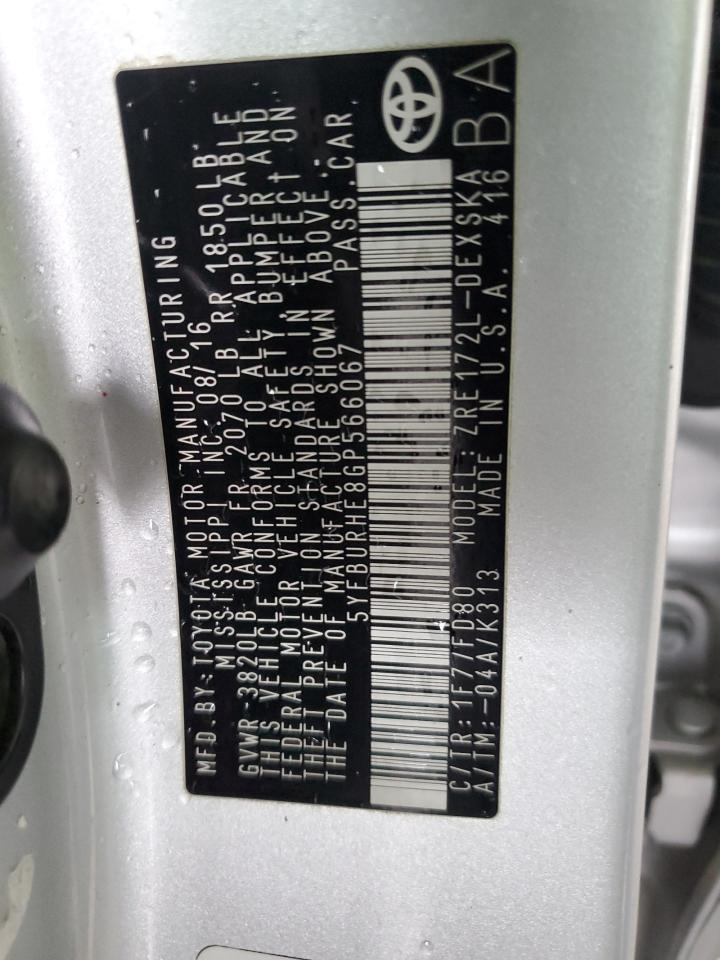 MFD.BY:TOYOTA MOTOR MANUFACTURING
MISSISSIPPI INC. 08/16
GVWR 3820LB GAWR FR 2070 LB RR 1850LB
THIS VEHICLE CONFORMS TO ALL APPLICABLE
FEDERAL MOTOR VEHICLE SAFETY BUMPER AND
THEFT PREVENTION STANDARDS IN EFFECT ON
THE DATE OF MANUFACTURE SHOWN ABOVE.
5YFBURHE8GP566067 PASS.CAR
C/TR:1F7/FD80 MODEL:ZRE172L-DEXSKA
A/TM:-04A/K313 MADE IN U.S.A. 416
BA